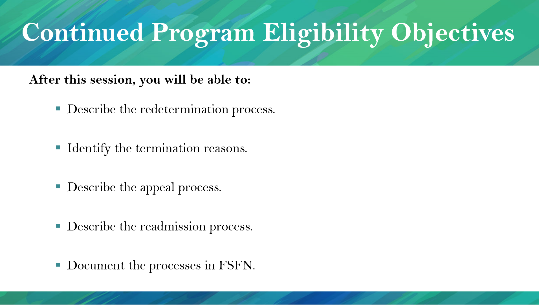 Continued Program Eligibility Objectives
After this session, you will be able to:
▪ Describe the redetermination process.
▪ Identify the termination reasons.
▪ Describe the appeal process.
▪ Describe the readmission process.
▪ Document the processes in FSFN.